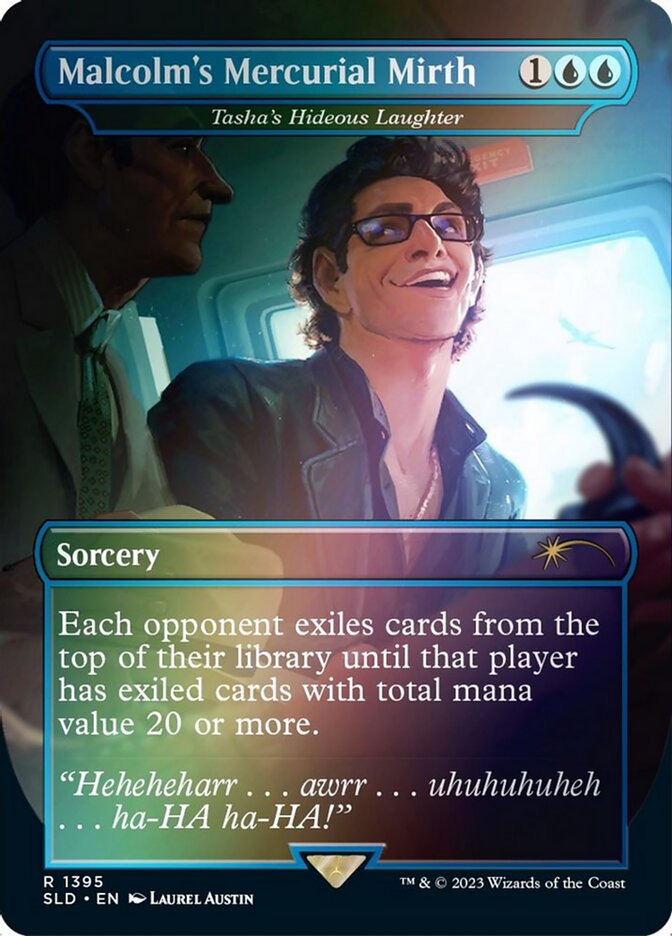 Malcolm's Mercurial Mirth 1
Tasha's Hideous Laughter
EXIT
Sorcery
Each opponent exiles cards from the
top of their library until that player
has exiled cards with total mana
value 20 or more.
“Heheheharr . . . awrr . . . uhuhuhuheh
. . . ha-HA ha-HA!”
R 1395
SLD • EN LAUREL AUSTIN
™ & © 2023 Wizards of the Coast